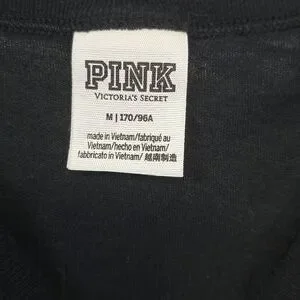 PINK
VICTORIA'S SECRET
M | 170/96A
made in Vietnam/fabriqué au
Vietnam/hecho en Vietnam/
fabbricato in Vietnam/ 越南制造